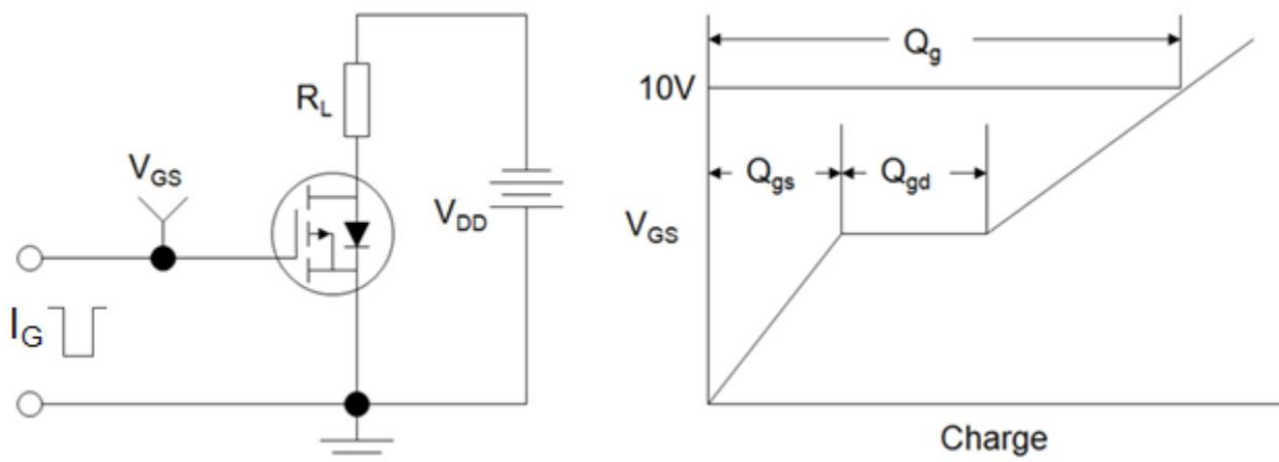 R_L
V_GS
V_DD
I_G
Q_g
10V
Q_gs
Q_gd
V_GS
Charge